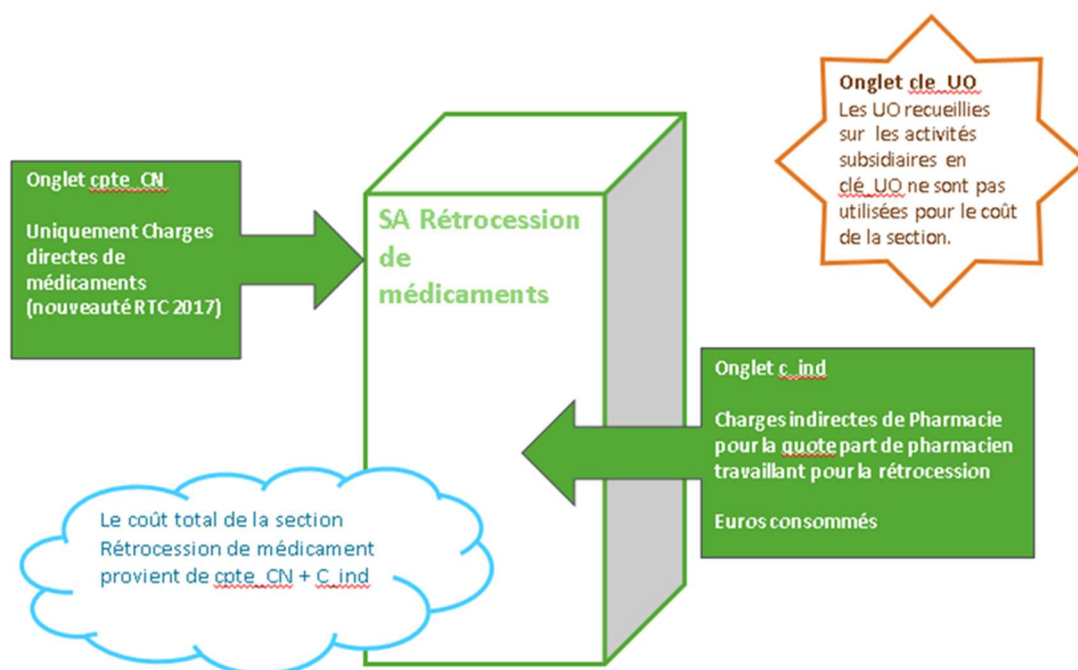 Onglet cpte_CN
Uniquement Charges
directes de
médicaments
(nouveauté RTC 2017)
SA Rétrocession
de
médicaments
Onglet cle_UO
Les UO recueillies
sur les activités
subsidiaires en
clé_UO ne sont pas
utilisées pour le coût
de la section.
Onglet c_ind
Charges indirectes de Pharmacie
pour la quote part de pharmacien
travaillant pour la rétrocession
Euros consommés
Le coût total de la section
Rétrocession de médicament
provient de cpte_CN + C_ind